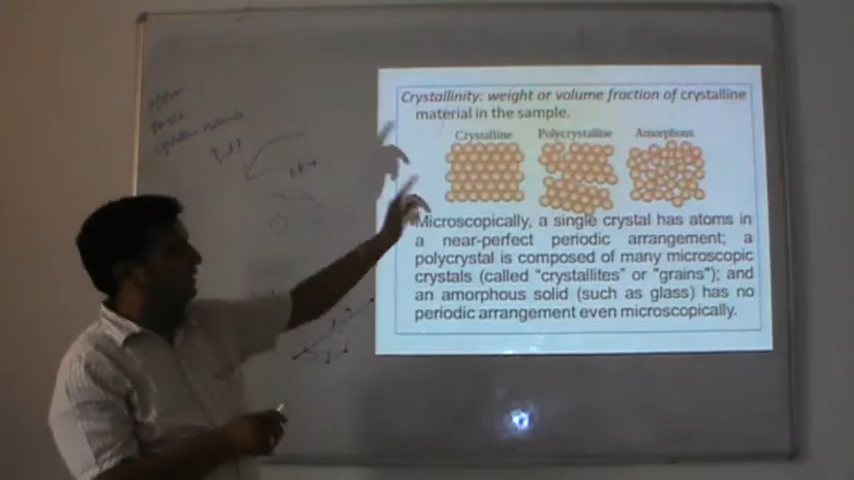 Crystallinity: weight or volume fraction of crystalline
material in the sample.
Crystalline Polycrystalline Amorphous
Microscopically, a single crystal has atoms in
a near-perfect periodic arrangement; a
polycrystal is composed of many microscopic
crystals (called "crystallites" or "grains"); and
an amorphous solid (such as glass) has no
periodic arrangement even microscopically.